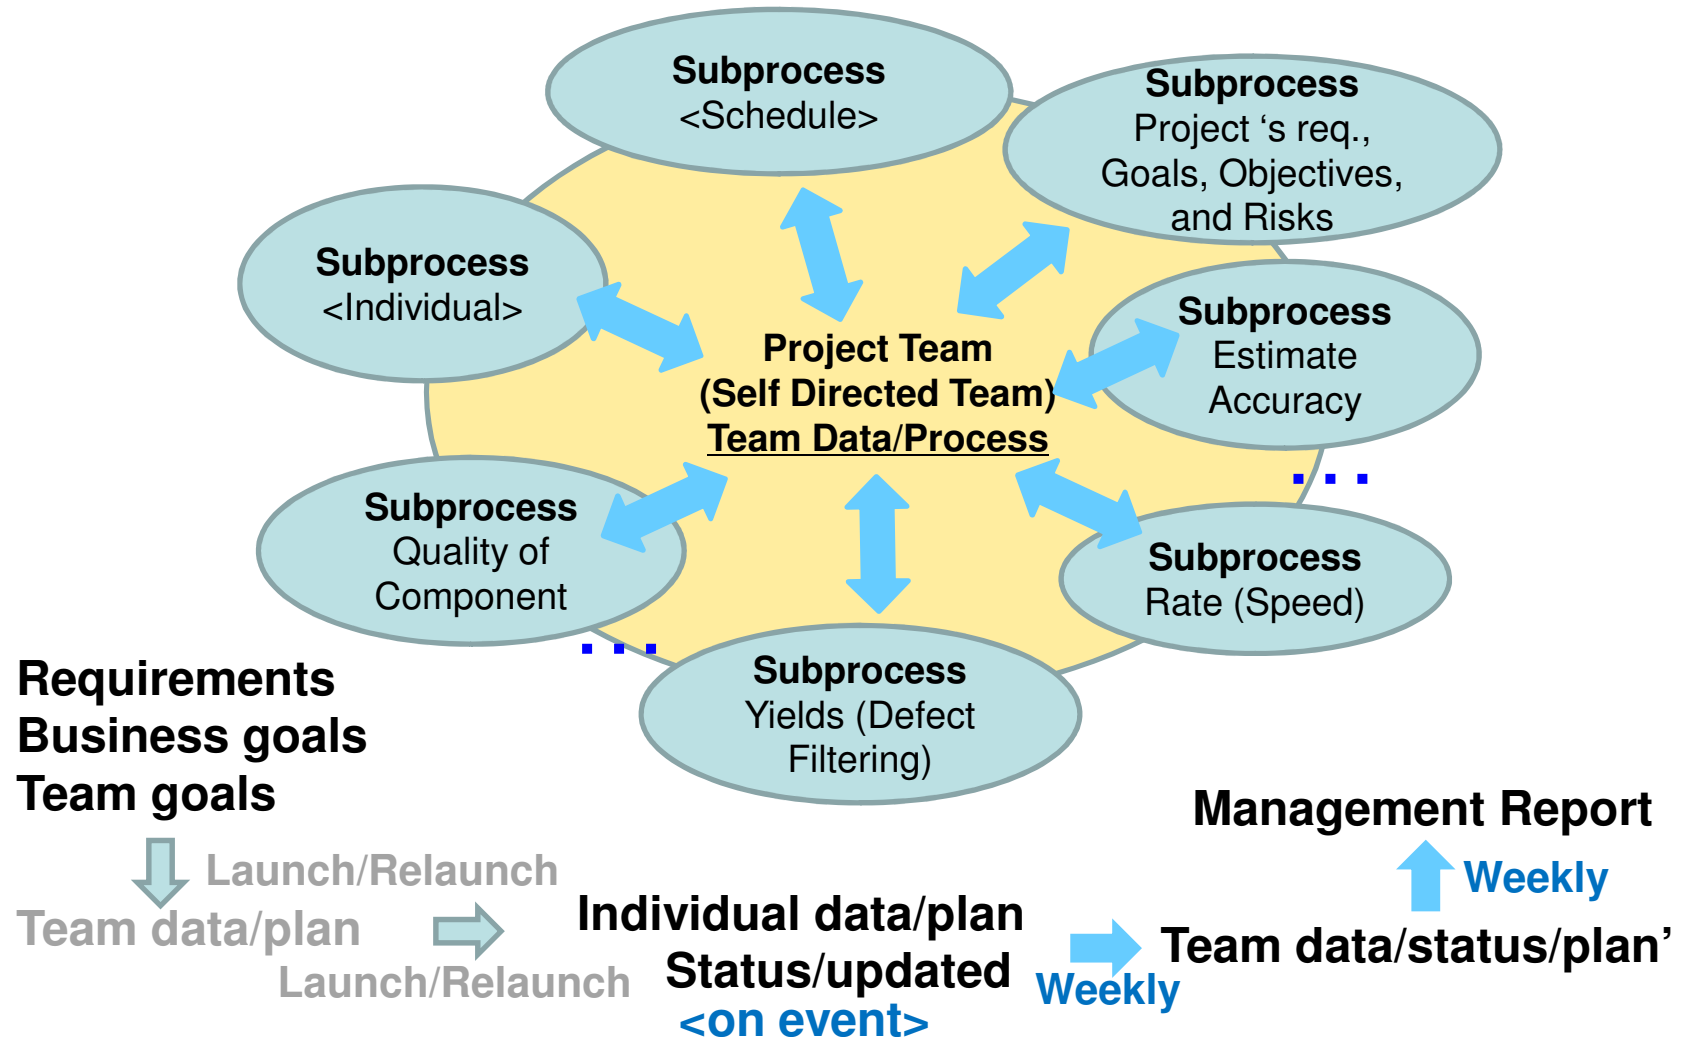 Subprocess
<Schedule>
Subprocess
Project ‘s req.,
Goals, Objectives,
and Risks
Subprocess
<Individual>
Subprocess
Estimate
Accuracy
Project Team
(Self Directed Team)
Team Data/Process
. . .
Subprocess
Quality of
Component
Subprocess
Rate (Speed)
. . .
Subprocess
Yields (Defect
Filtering)
Requirements
Business goals
Team goals
Launch/Relaunch
Team data/plan
Launch/Relaunch
Individual data/plan
Status/updated
<on event>
Weekly
Team data/status/plan’
Weekly
Management Report